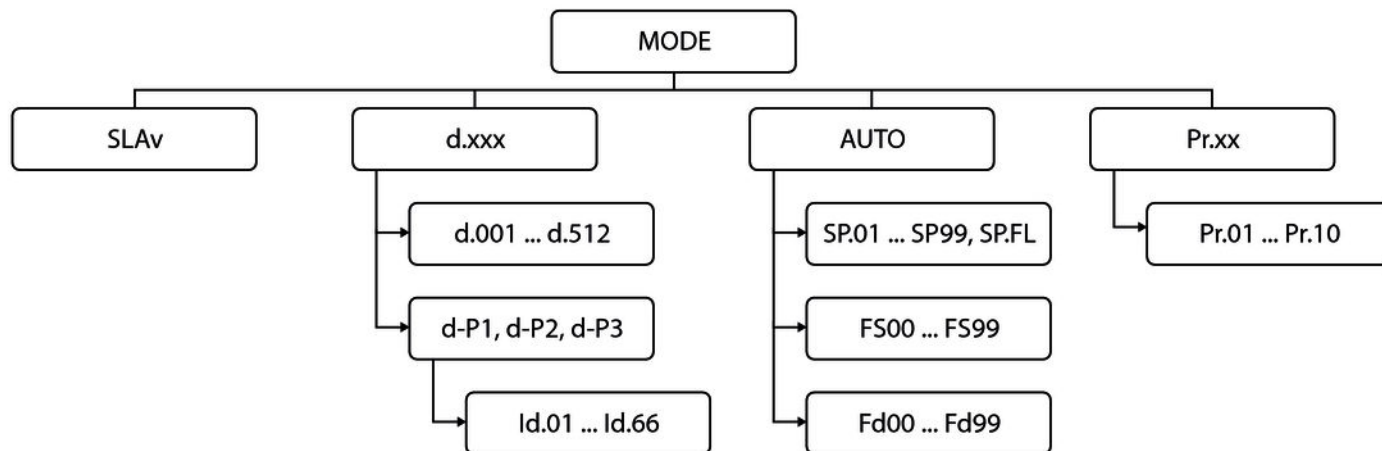 MODE
SLAv
d.xxx
AUTO
Pr.xx
d.001 ... d.512
SP.01 ... SP99, SP.FL
Pr.01 ... Pr.10
d-P1, d-P2, d-P3
FS00 ... FS99
Id.01 ... Id.66
Fd00 ... Fd99